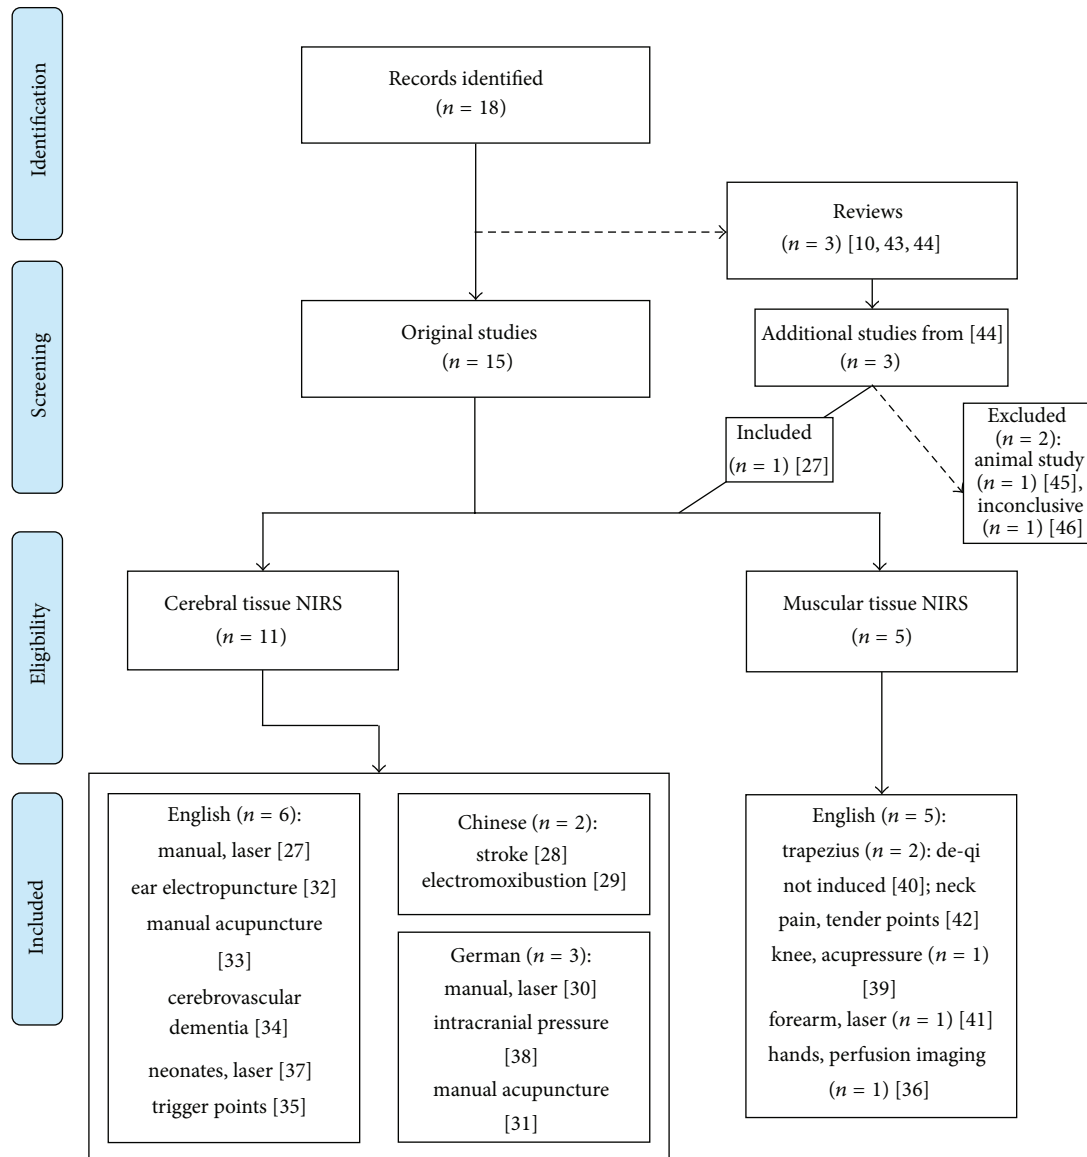 Identification
Records identified
(n = 18)
Reviews
(n = 3) [10, 43, 44]
Screening
Original studies
(n = 15)
Additional studies from [44]
(n = 3)
Included
(n = 1) [27]
Excluded
(n = 2):
animal study
(n = 1) [45],
inconclusive
(n = 1) [46]
Eligibility
Cerebral tissue NIRS
(n = 11)
Muscular tissue NIRS
(n = 5)
Included
English (n = 6):
manual, laser [27]
ear electropuncture [32]
manual acupuncture
[33]
cerebrovascular
dementia [34]
neonates, laser [37]
trigger points [35]
Chinese (n = 2):
stroke [28]
electromoxibustion [29]
German (n = 3):
manual, laser [30]
intracranial pressure
[38]
manual acupuncture
[31]
English (n = 5):
trapezius (n = 2): de-qi
not induced [40]; neck
pain, tender points [42]
knee, acupressure (n = 1)
[39]
forearm, laser (n = 1) [41]
hands, perfusion imaging
(n = 1) [36]